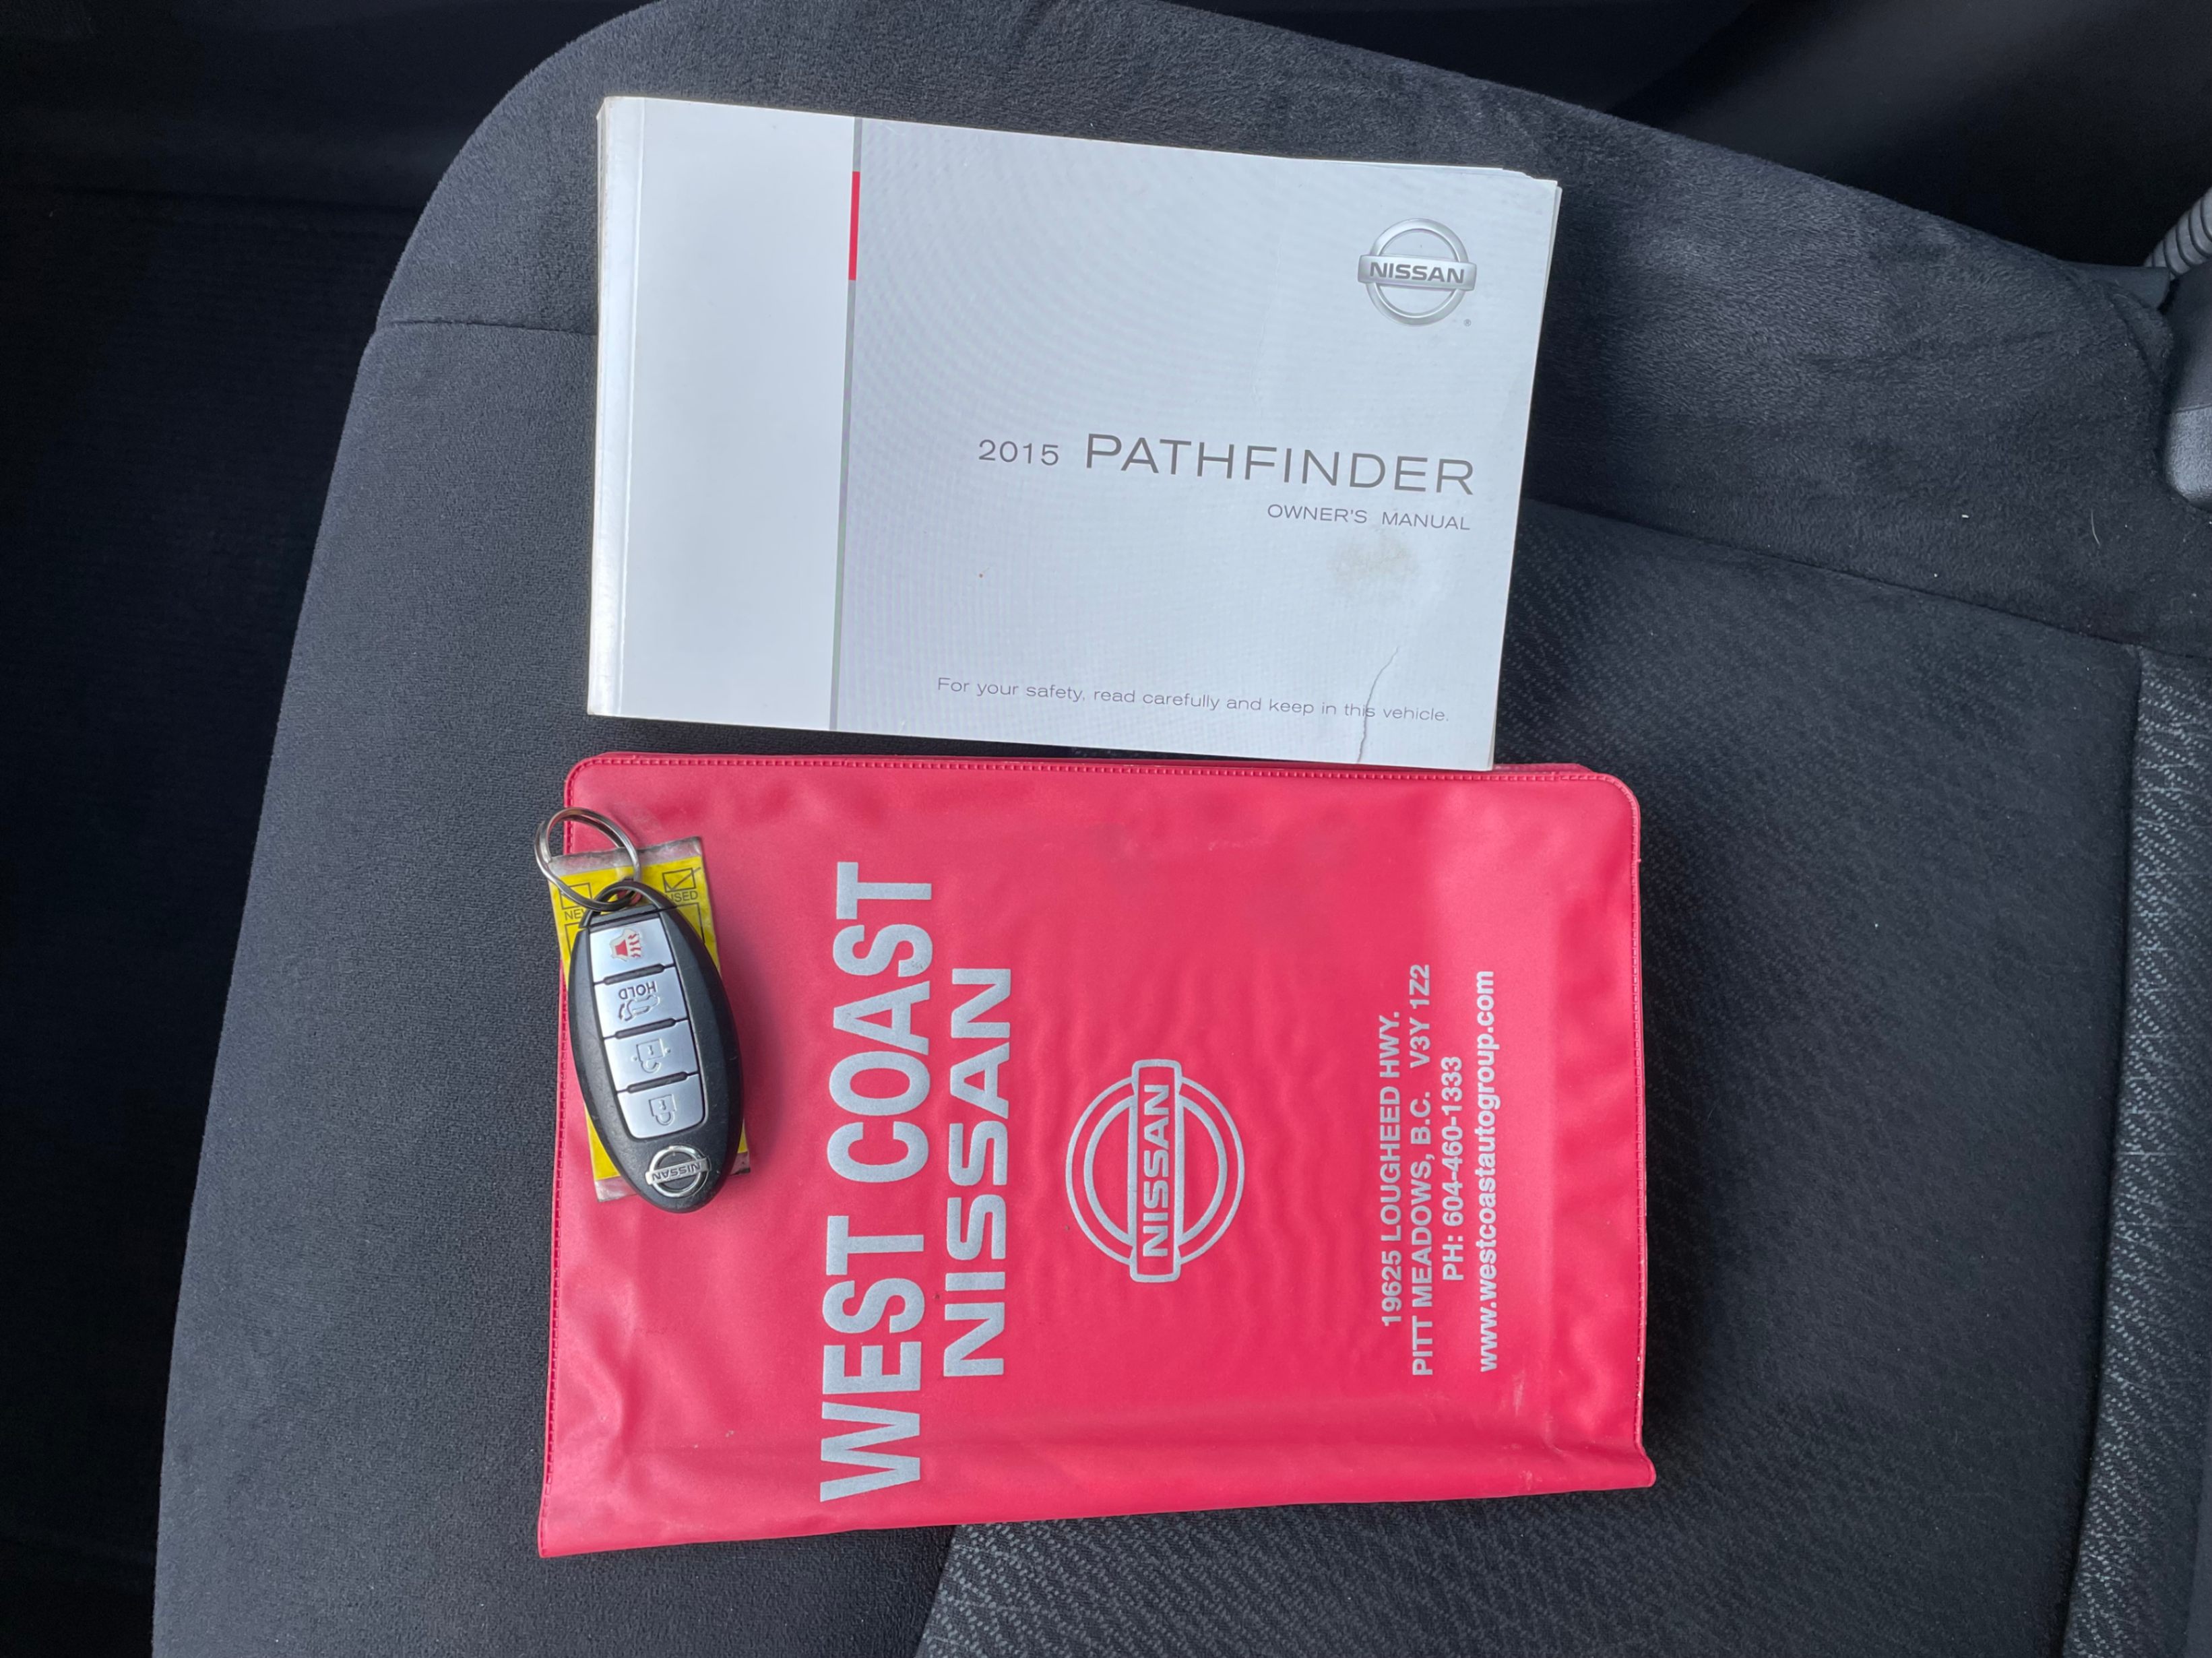 NISSAN
2015 PATHFINDER
OWNER'S MANUAL
For your safety, read carefully and keep in this vehicle.
WEST COAST
NISSAN
NISSAN
19625 LOUGHEED HWY.
PITT MEADOWS, B.C. V3Y 1Z2
PH: 604-460-1333
www.westcoastautogroup.com
USED
HOLD
NISSAN